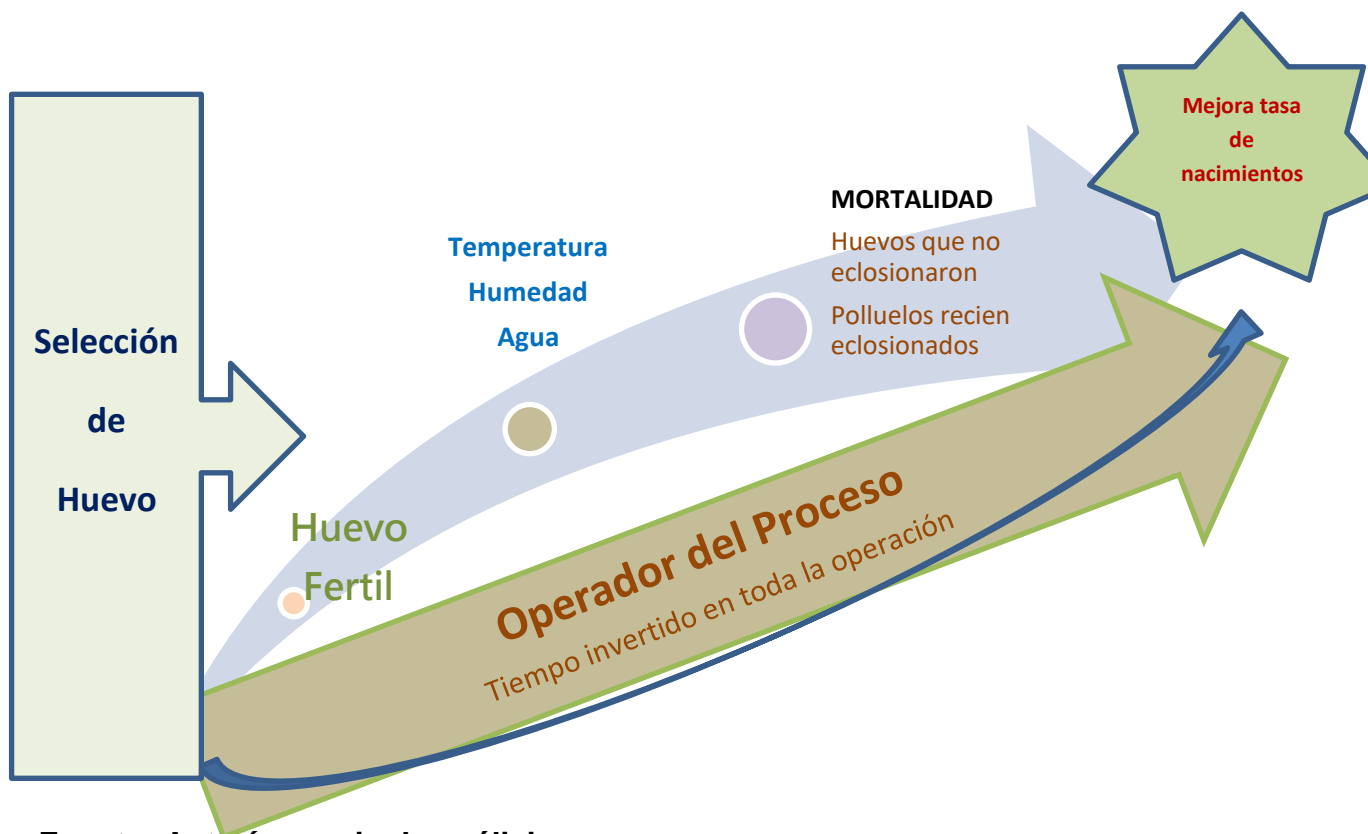 Selección
de
Huevo
Huevo
Fertil
Temperatura
Humedad
Agua
MORTALIDAD
Huevos que no
eclosionaron
Polluelos recien
eclosionados
Mejora tasa
de
nacimientos
Operador del Proceso
Tiempo invertido en toda la operación